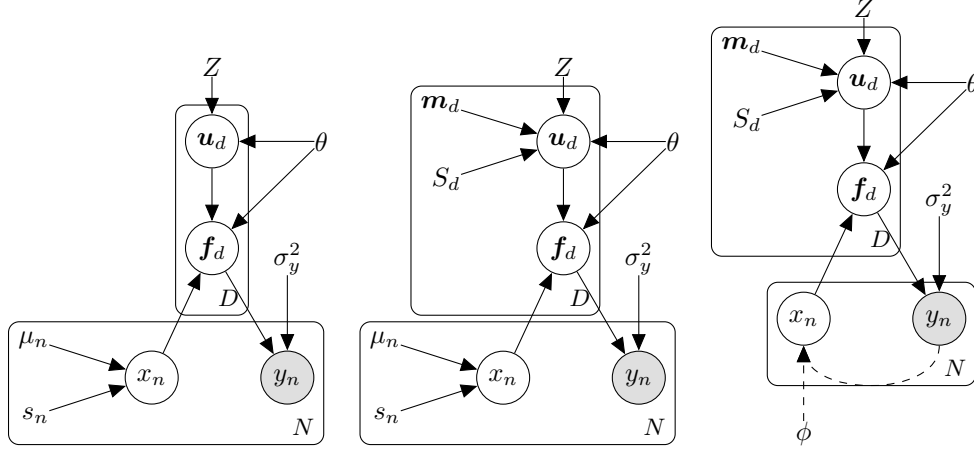 Z
u_d
θ
f_d
D
σ_y^2
μ_n
x_n
y_n
s_n
N
Z
m_d
u_d
θ
S_d
f_d
D
σ_y^2
μ_n
x_n
y_n
s_n
N
Z
m_d
u_d
θ
S_d
f_d
σ_y^2
D
x_n
y_n
N
ϕ